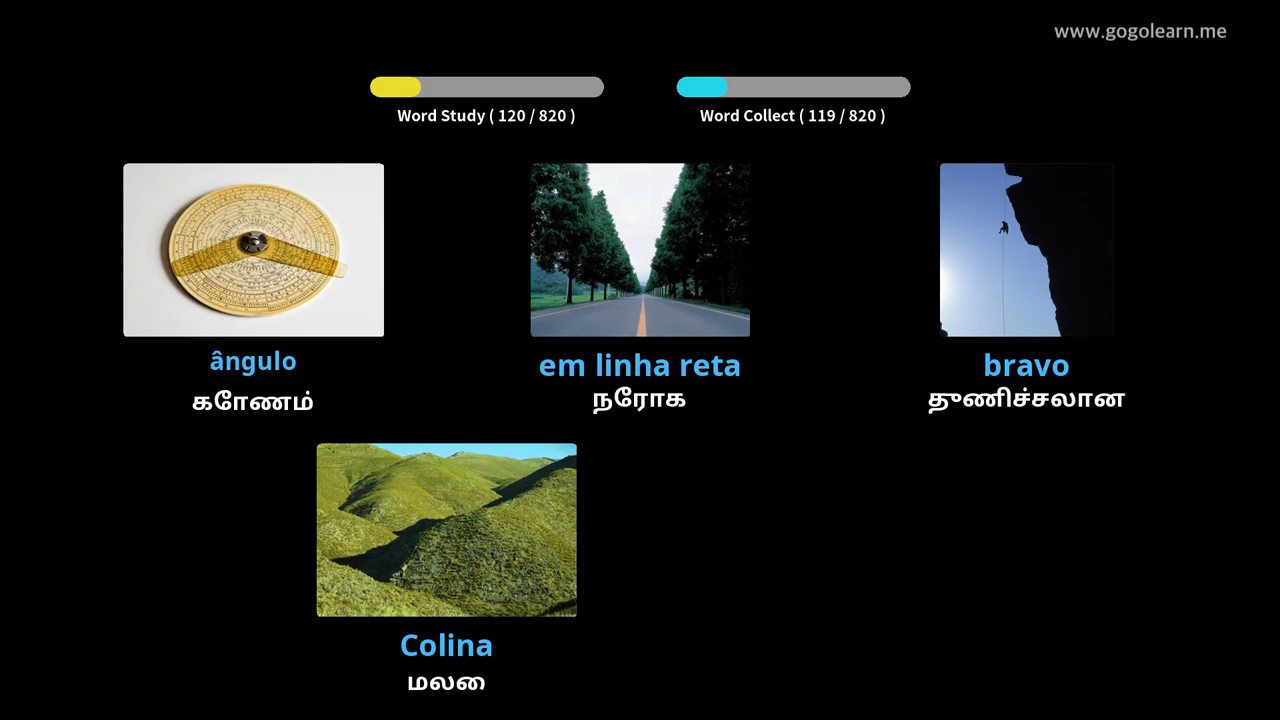 www.gogolearn.me
Word Study ( 120 / 820 )
Word Collect ( 119 / 820 )
ângulo
கோணம்
em linha reta
நேராக
bravo
துணிச்சலான
Colina
மலை